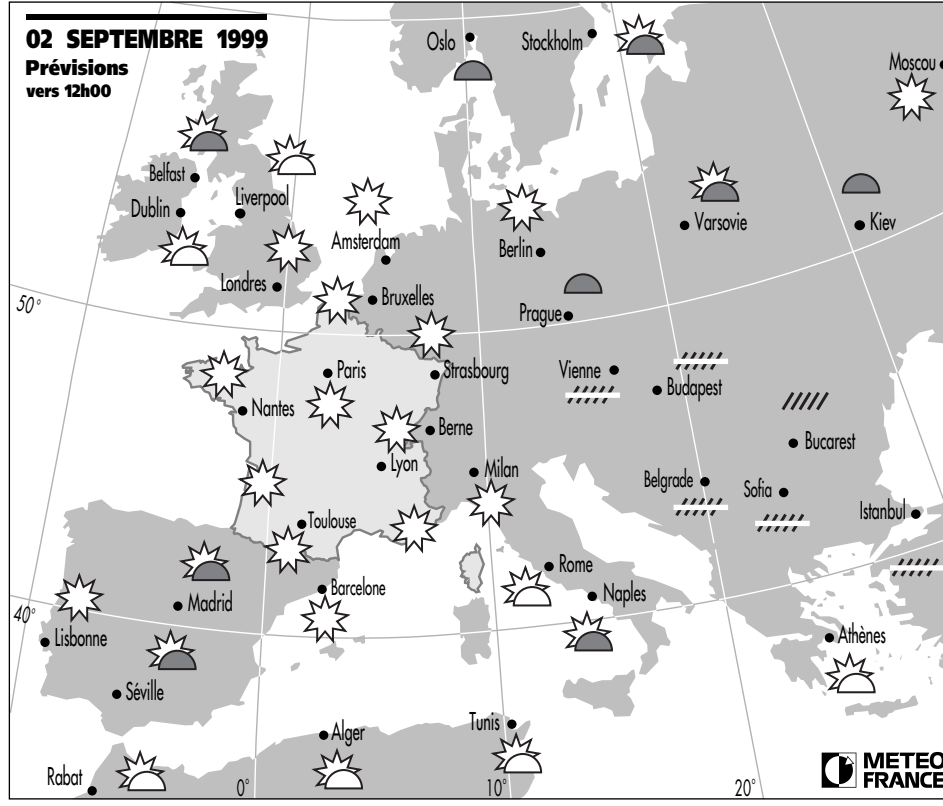 02 SEPTEMBRE 1999
Prévisions
vers 12h00
Oslo
Stockholm
Moscou
Belfast
Dublin
Liverpool
Varsovie
Kiev
Amsterdam
Berlin
Londres
50°
Bruxelles
Prague
Paris
Strasbourg
Vienne
Budapest
Nantes
Berne
Bucarest
Lyon
Milan
Belgrade
Sofia
Istanbul
Toulouse
Rome
Barcelone
Naples
Madrid
40°
Lisbonne
Athènes
Séville
Tunis
Alger
Rabat
0°
10°
20°
METEO
FRANCE